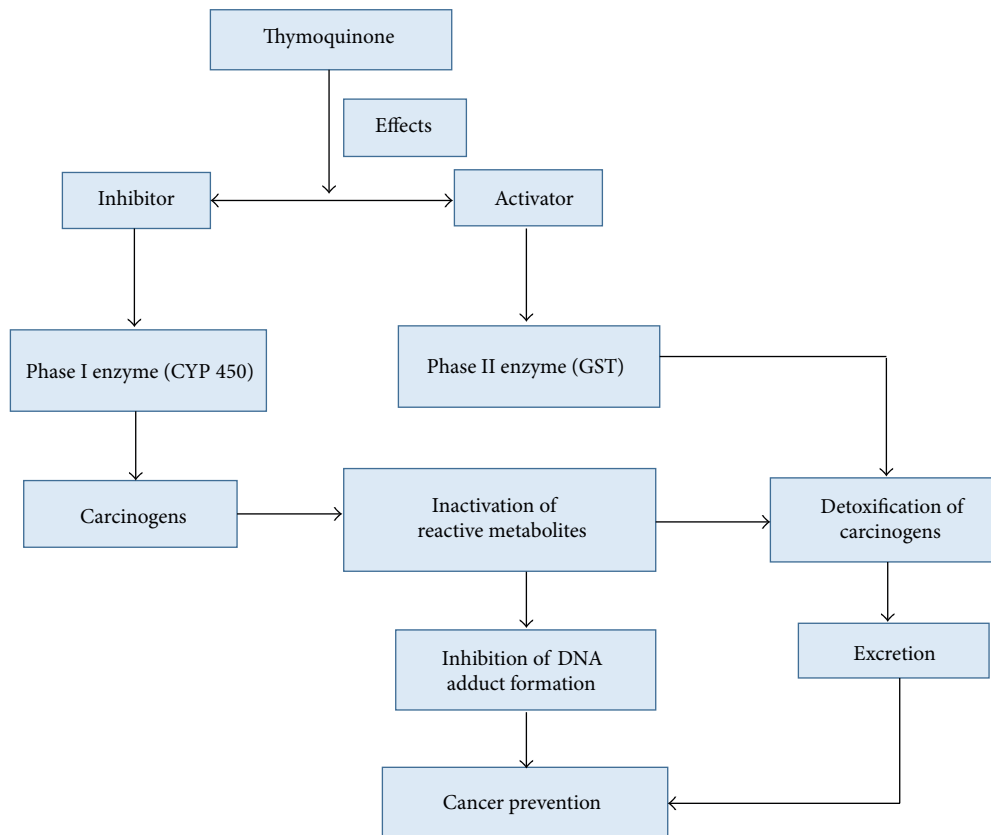 Thymoquinone
Effects
Inhibitor
Activator
Phase I enzyme (CYP 450)
Phase II enzyme (GST)
Carcinogens
Inactivation of
reactive metabolites
Detoxification of
carcinogens
Inhibition of DNA
adduct formation
Excretion
Cancer prevention